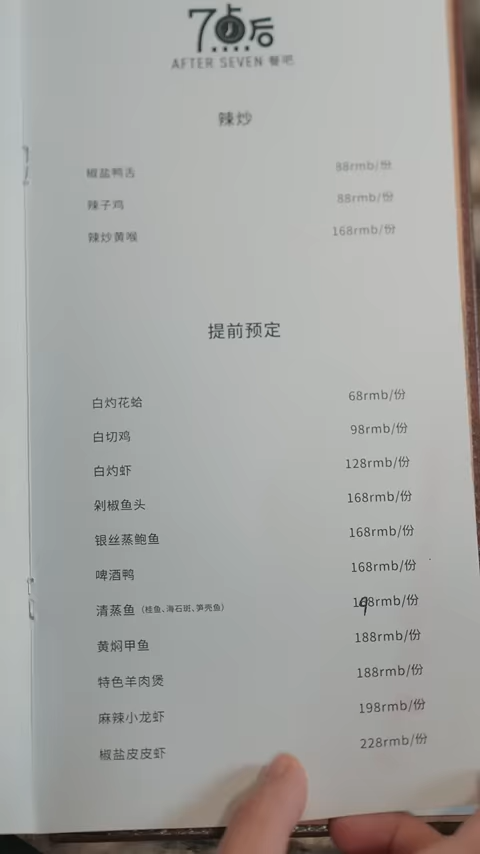 7点后
AFTER SEVEN 餐吧
辣炒
椒盐鸭舌 88rmb/份
辣子鸡 88rmb/份
辣炒黄喉 168rmb/份
提前预定
白灼花蛤 68rmb/份
白切鸡 98rmb/份
白灼虾 128rmb/份
剁椒鱼头 168rmb/份
银丝蒸鲍鱼 168rmb/份
啤酒鸭 168rmb/份
清蒸鱼（桂鱼、海石斑、笋壳鱼） 198rmb/份
黄焖甲鱼 188rmb/份
特色羊肉煲 188rmb/份
麻辣小龙虾 198rmb/份
椒盐皮皮虾 228rmb/份